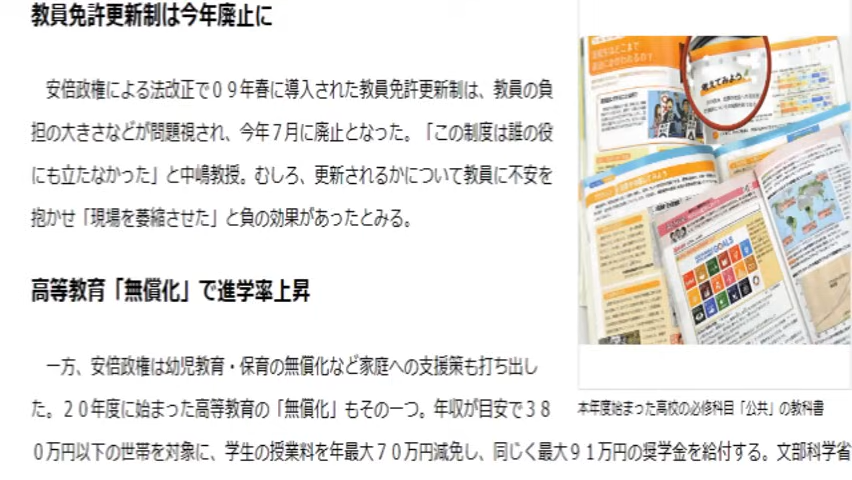 教員免許更新制は今年廃止に
安倍政権による法改正で09年春に導入された教員免許更新制は、教員の負
担の大きさなどが問題視され、今年7月に廃止となった。「この制度は誰の役
にも立たなかった」と中嶋教授。むしろ、更新されるかについて教員に不安を
抱かせ「現場を萎縮させた」と負の効果があったとみる。
高等教育「無償化」で進学率上昇
一方、安倍政権は幼児教育・保育の無償化など家庭への支援策も打ち出し
た。20年度に始まった高等教育の「無償化」もその一つ。年収が目安で38
0万円以下の世帯を対象に、学生の授業料を年最大70万円減免し、同じく最大91万円の奨学金を給付する。文部科学省
考えてみよう
GOALS
本年度始まった高校の必修科目「公共」の教科書